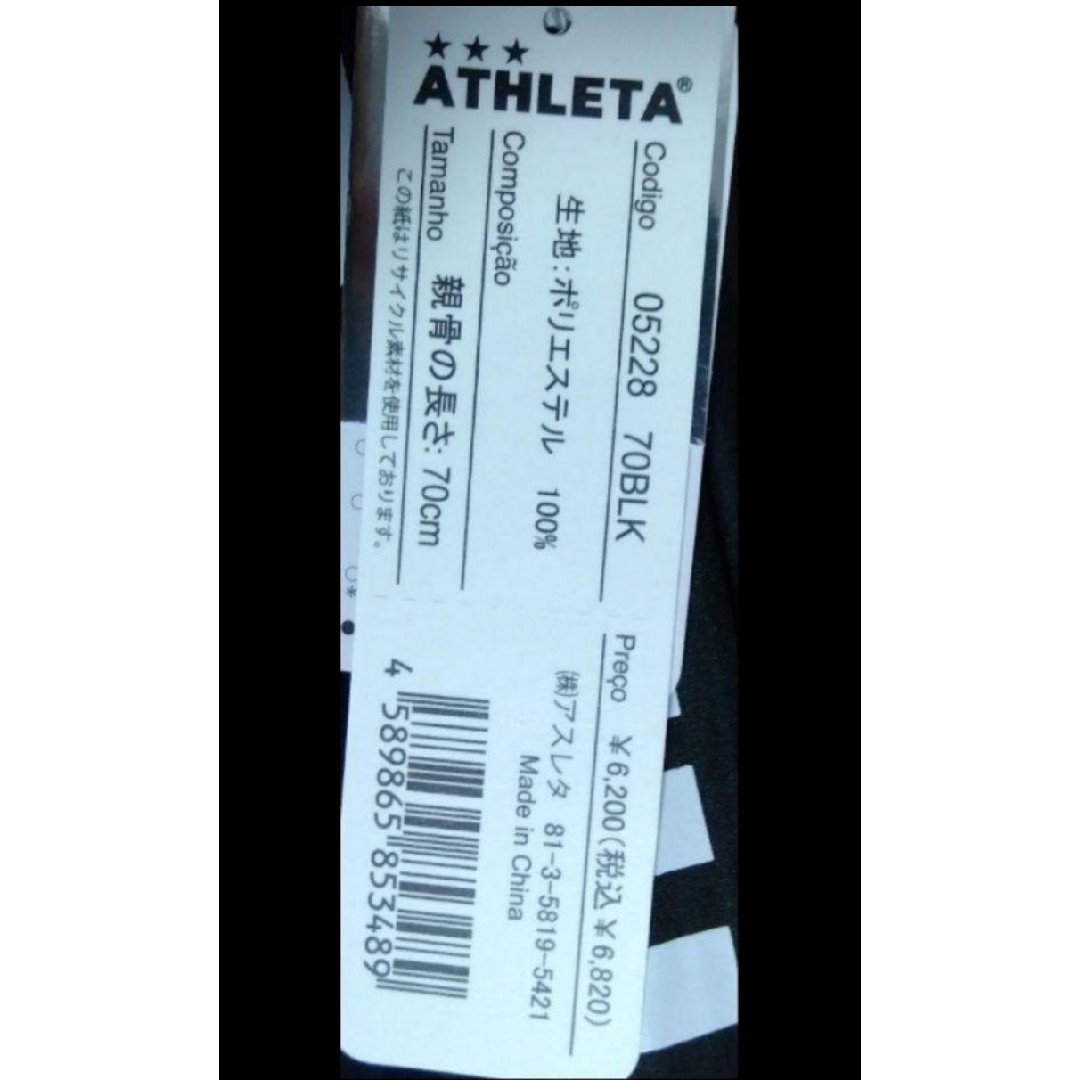 ★★★
ATHLETA®
Codigo 05228 70BLK
生地:ポリエステル 100%
Composição
Tamanho 親骨の長さ: 70cm
この紙はリサイクル素材を使用しております。
Preço ¥6,200(税込¥6,820)
㈱アスレタ 81-3-5819-5421
Made in China
4 589865 853489